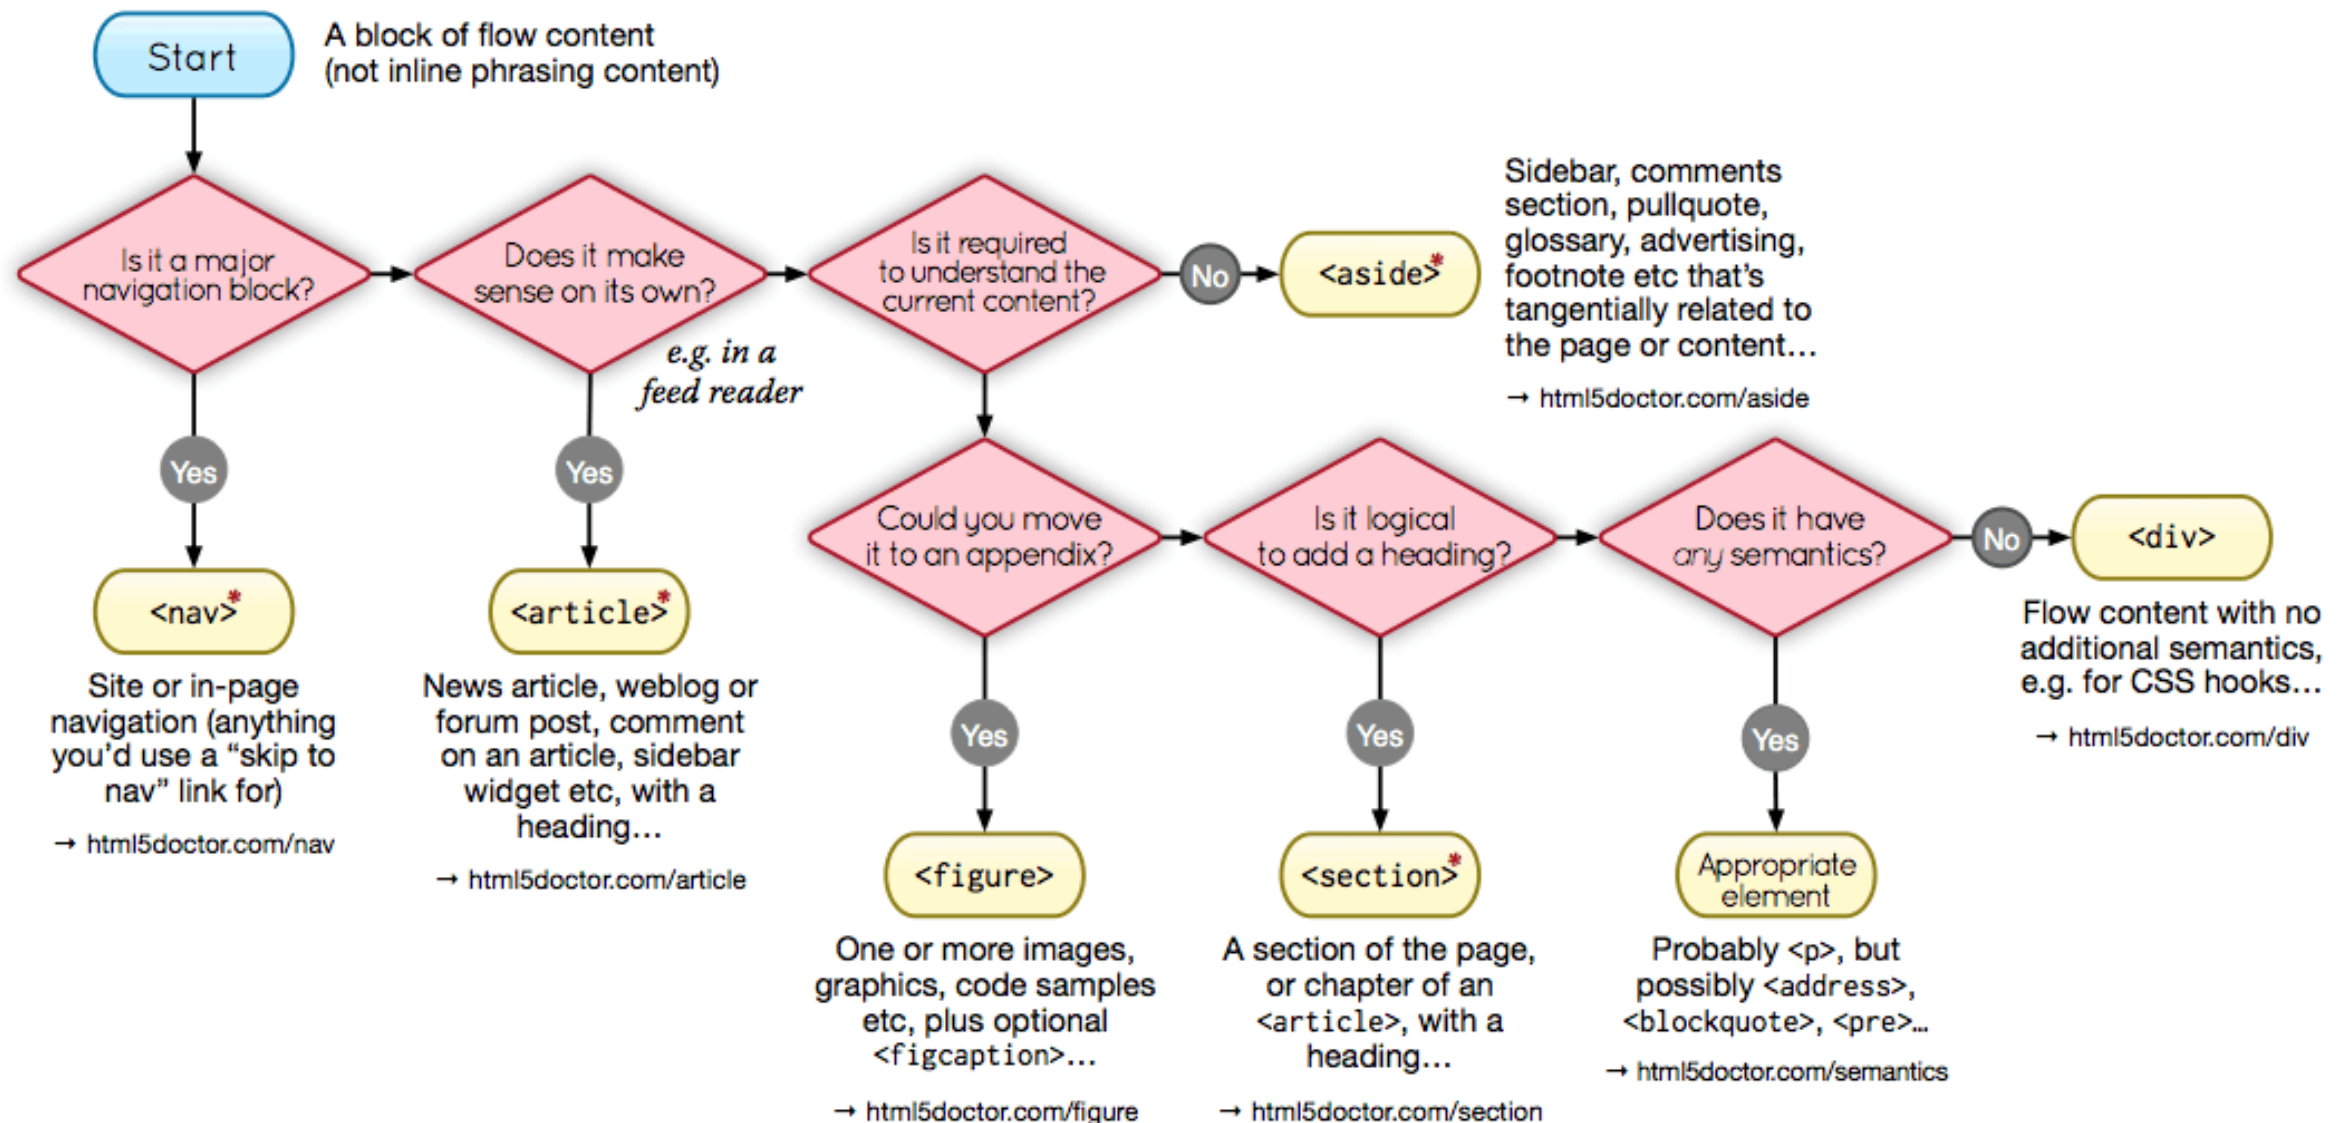 Start
A block of flow content
(not inline phrasing content)
Is it a major
navigation block?
Does it make
sense on its own?
e.g. in a
feed reader
Is it required
to understand the
current content?
No
<aside>*
Sidebar, comments
section, pullquote,
glossary, advertising,
footnote etc that’s
tangentially related to
the page or content…
→ html5doctor.com/aside
Yes
<nav>*
Site or in-page
navigation (anything
you’d use a “skip to
nav” link for)
→ html5doctor.com/nav
Yes
<article>*
News article, weblog or
forum post, comment
on an article, sidebar
widget etc, with a
heading…
→ html5doctor.com/article
Could you move
it to an appendix?
Is it logical
to add a heading?
Does it have
any semantics?
No
<div>
Flow content with no
additional semantics,
e.g. for CSS hooks…
→ html5doctor.com/div
Yes
<figure>
One or more images,
graphics, code samples
etc, plus optional
<figcaption>…
→ html5doctor.com/figure
Yes
<section>*
A section of the page,
or chapter of an
<article>, with a
heading…
→ html5doctor.com/section
Yes
Appropriate
element
Probably <p>, but
possibly <address>,
<blockquote>, <pre>…
→ html5doctor.com/semantics